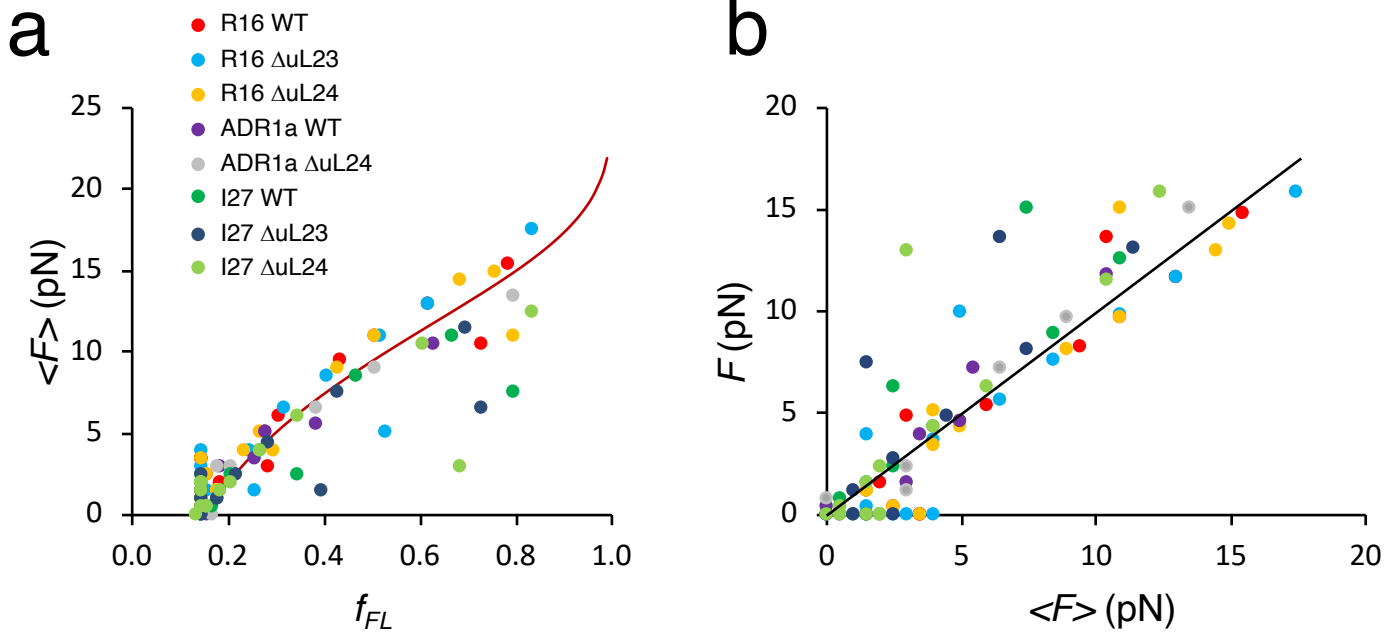 a
R16 WT
R16 ΔuL23
R16 ΔuL24
ADR1a WT
ADR1a ΔuL24
I27 WT
I27 ΔuL23
I27 ΔuL24
25
20
15
10
5
0
<F> (pN)
0.0 0.2 0.4 0.6 0.8 1.0
fFL
b
20
15
10
5
0
F (pN)
0 5 10 15 20
<F> (pN)